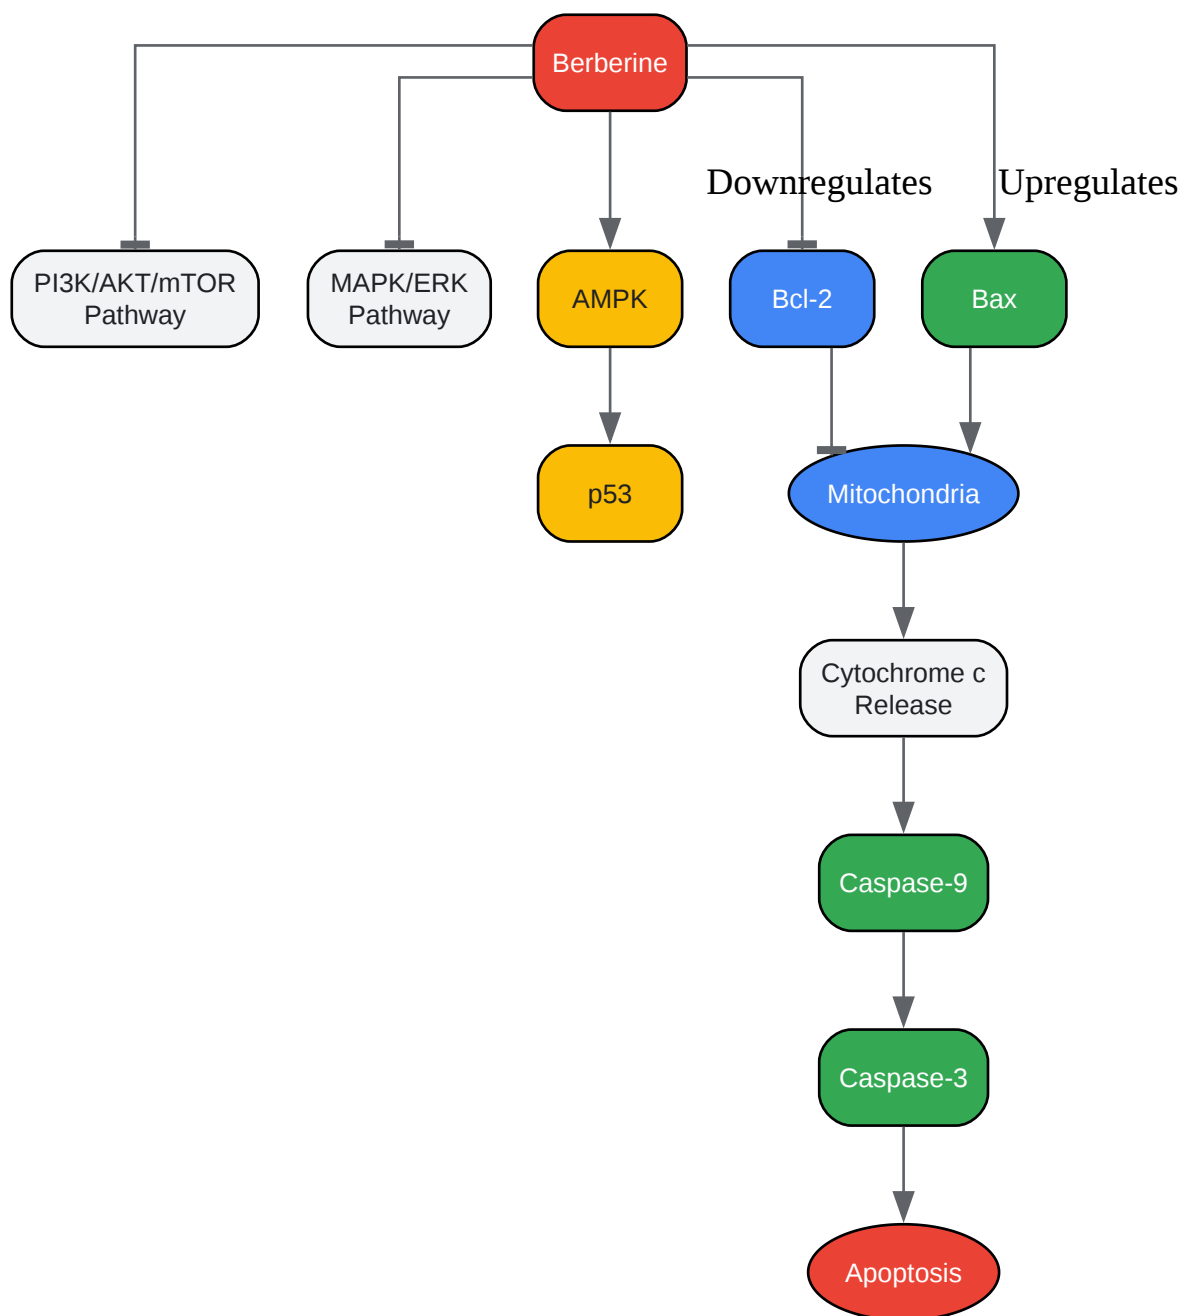 Berberine
Downregulates
Upregulates
PI3K/AKT/mTOR
Pathway
MAPK/ERK
Pathway
AMPK
Bcl-2
Bax
p53
Mitochondria
Cytochrome c
Release
Caspase-9
Caspase-3
Apoptosis